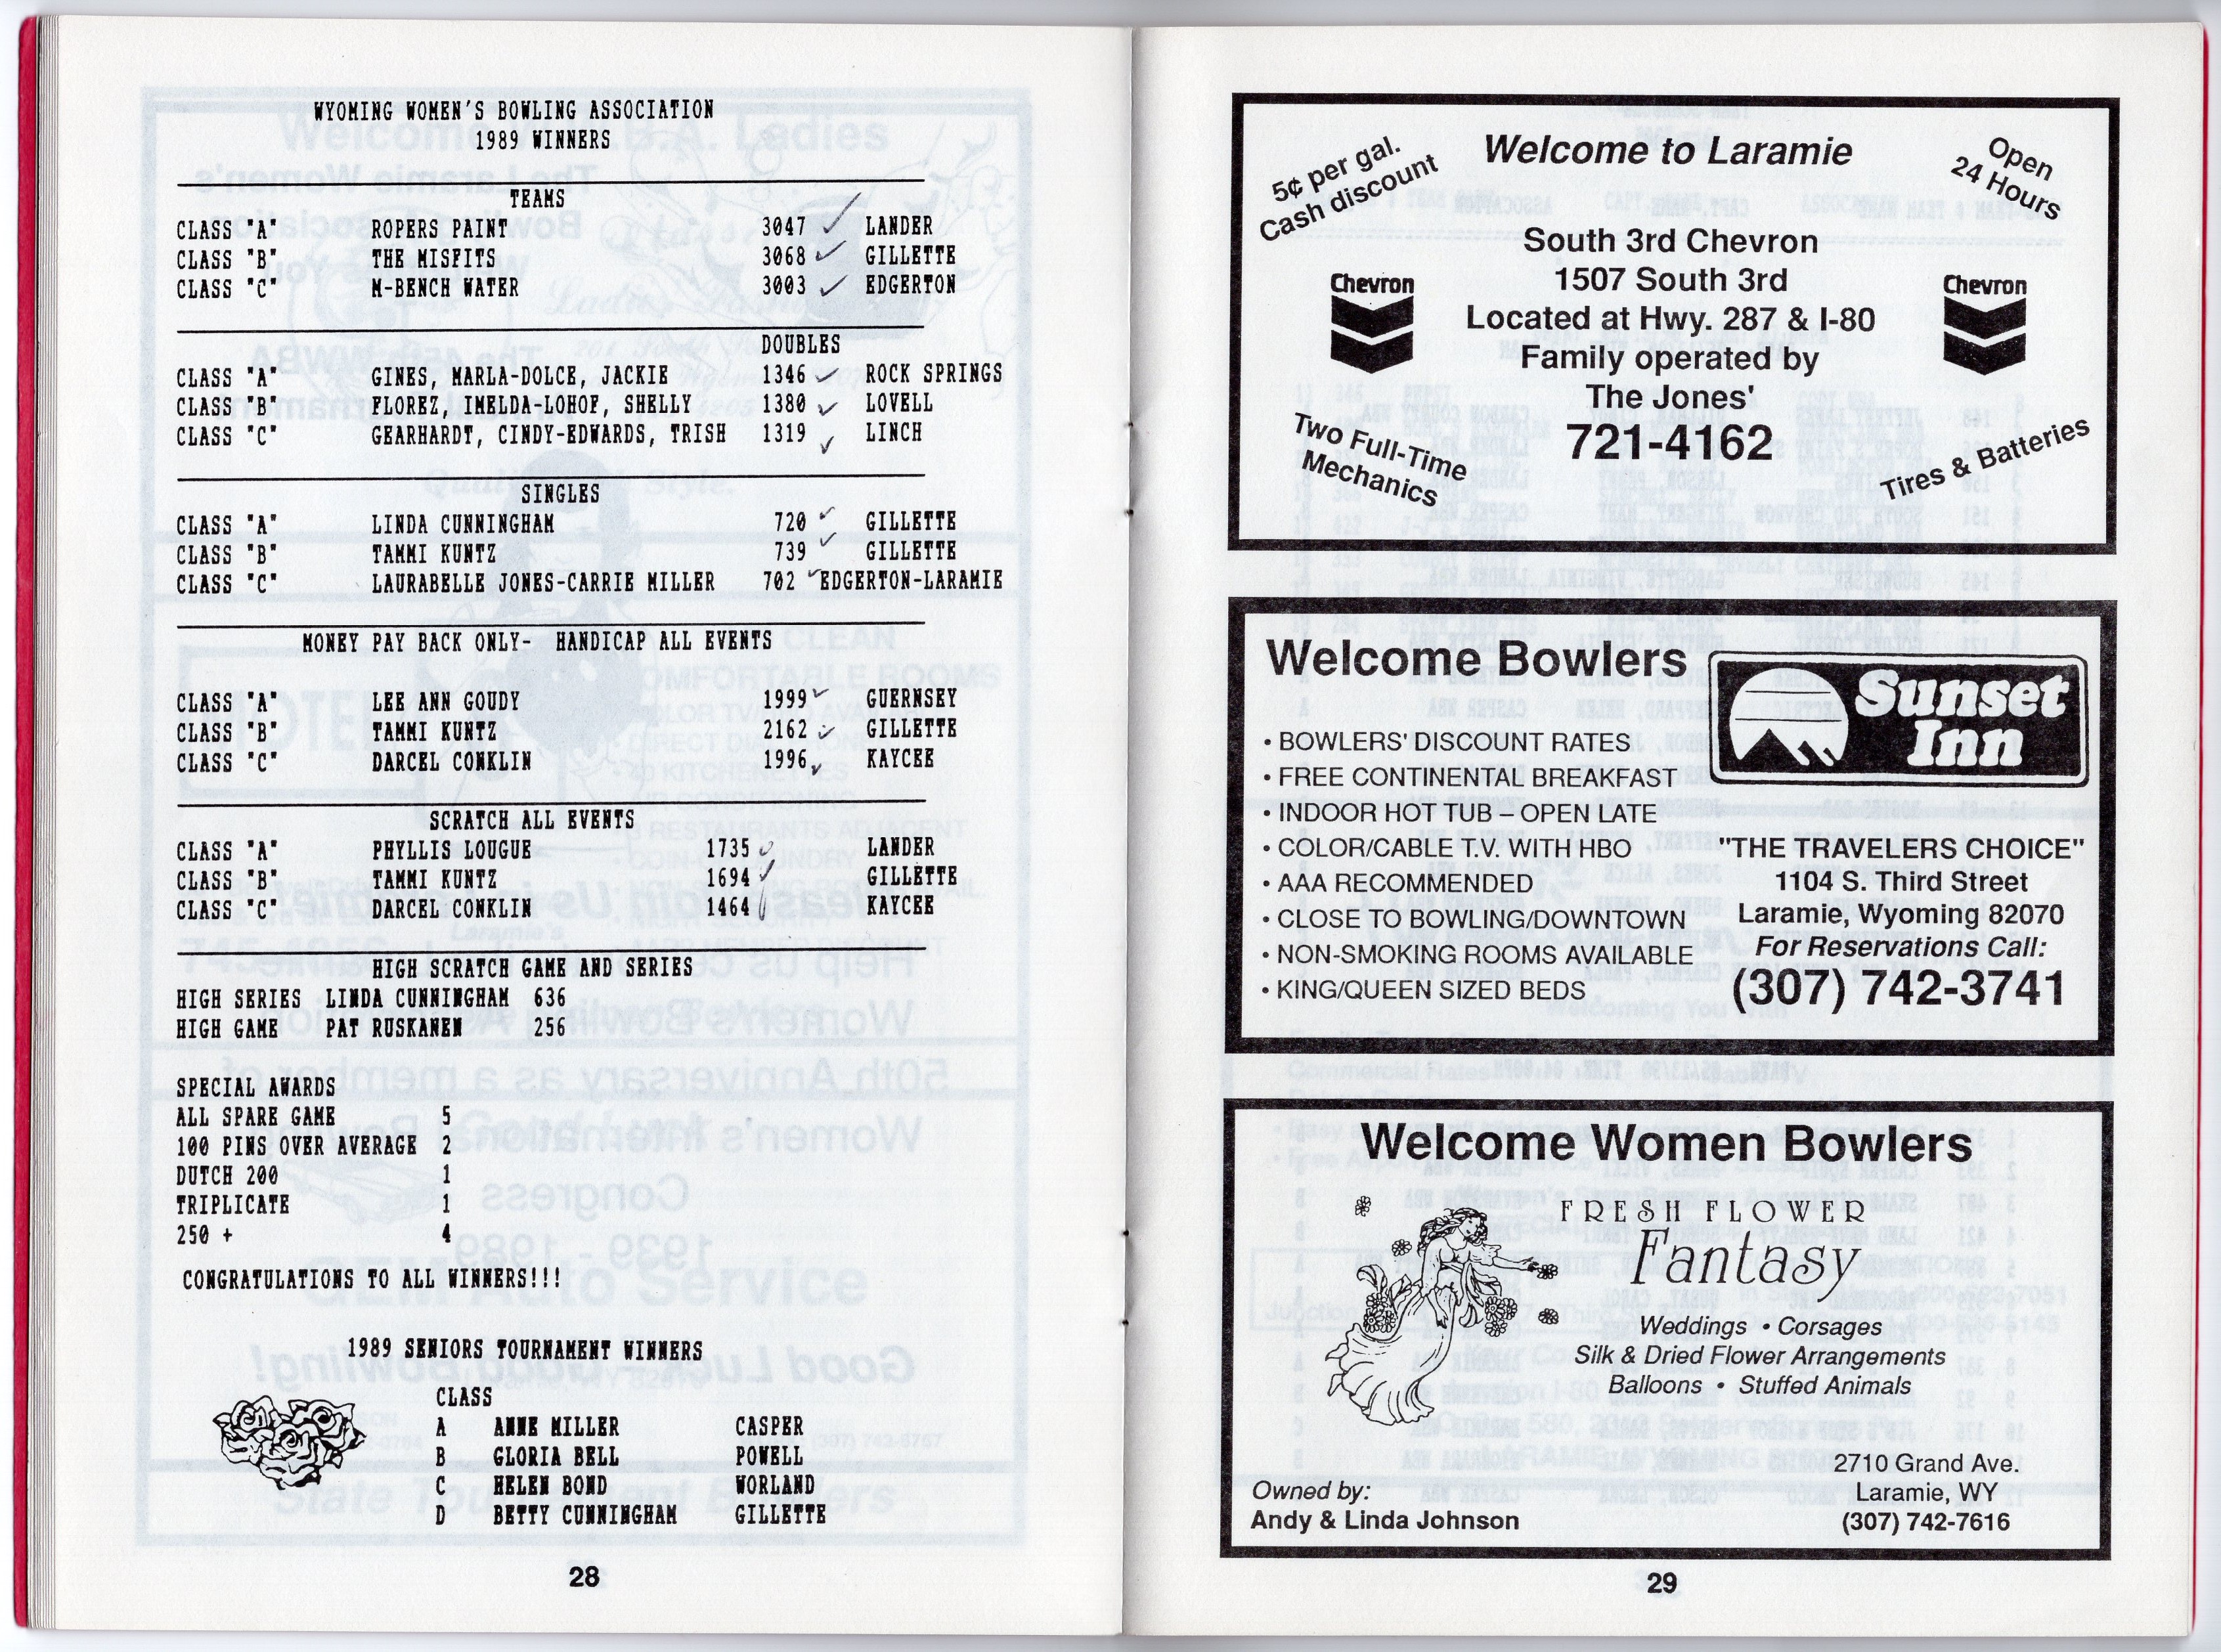 WYOMING WOMEN'S BOWLING ASSOCIATION
1989 WINNERS
TEAMS
CLASS "A" ROPERS PAINT 3047 LANDER
CLASS "B" THE MISFITS 3068 GILLETTE
CLASS "C" M-BENCH WATER 3003 EDGERTON
DOUBLES
CLASS "A" GINES, MARLA-DOLCE, JACKIE 1346 ROCK SPRINGS
CLASS "B" FLOREZ, IMELDA-LOHOF, SHELLY 1380 LOVELL
CLASS "C" GEARHARDT, CINDY-EDWARDS, TRISH 1319 LINCH
SINGLES
CLASS "A" LINDA CUNNINGHAM 720 GILLETTE
CLASS "B" TAMMI KUNTZ 739 GILLETTE
CLASS "C" LAURABELLE JONES-CARRIE MILLER 702 EDGERTON-LARAMIE
MONEY PAY BACK ONLY- HANDICAP ALL EVENTS
CLASS "A" LEE ANN GOUDY 1999 GUERNSEY
CLASS "B" TAMMI KUNTZ 2162 GILLETTE
CLASS "C" DARCEL CONKLIN 1996 KAYCEE
SCRATCH ALL EVENTS
CLASS "A" PHYLLIS LOUGUE 1735 LANDER
CLASS "B" TAMMI KUNTZ 1694 GILLETTE
CLASS "C" DARCEL CONKLIN 1464 KAYCEE
HIGH SCRATCH GAME AND SERIES
HIGH SERIES LINDA CUNNINGHAM 636
HIGH GAME PAT RUSKANEN 256
SPECIAL AWARDS
ALL SPARE GAME 5
100 PINS OVER AVERAGE 2
DUTCH 200 1
TRIPLICATE 1
250 + 4
CONGRATULATIONS TO ALL WINNERS!!!
1989 SENIORS TOURNAMENT WINNERS
CLASS
A ANNE MILLER CASPER
B GLORIA BELL POWELL
C HELEN BOND WORLAND
D BETTY CUNNINGHAM GILLETTE
28
5¢ per gal.
Cash discount
Welcome to Laramie
Open
24 Hours
South 3rd Chevron
1507 South 3rd
Located at Hwy. 287 & I-80
Family operated by
The Jones'
721-4162
Chevron
Chevron
Two Full-Time
Mechanics
Tires & Batteries
Welcome Bowlers
Sunset
Inn
• BOWLERS' DISCOUNT RATES
• FREE CONTINENTAL BREAKFAST
• INDOOR HOT TUB – OPEN LATE
• COLOR/CABLE T.V. WITH HBO
• AAA RECOMMENDED
• CLOSE TO BOWLING/DOWNTOWN
• NON-SMOKING ROOMS AVAILABLE
• KING/QUEEN SIZED BEDS
"THE TRAVELERS CHOICE"
1104 S. Third Street
Laramie, Wyoming 82070
For Reservations Call:
(307) 742-3741
Welcome Women Bowlers
FRESH FLOWER
Fantasy
Weddings • Corsages
Silk & Dried Flower Arrangements
Balloons • Stuffed Animals
2710 Grand Ave.
Laramie, WY
(307) 742-7616
Owned by:
Andy & Linda Johnson
29